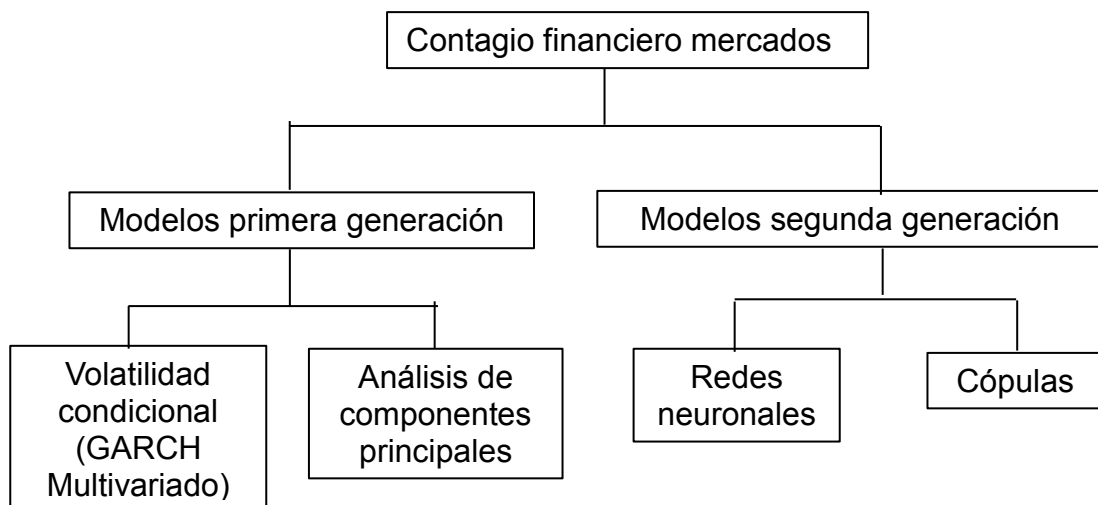 Contagio financiero mercados
Modelos primera generación
Modelos segunda generación
Volatilidad
condicional
(GARCH
Multivariado)
Análisis de
componentes
principales
Redes
neuronales
Cópulas